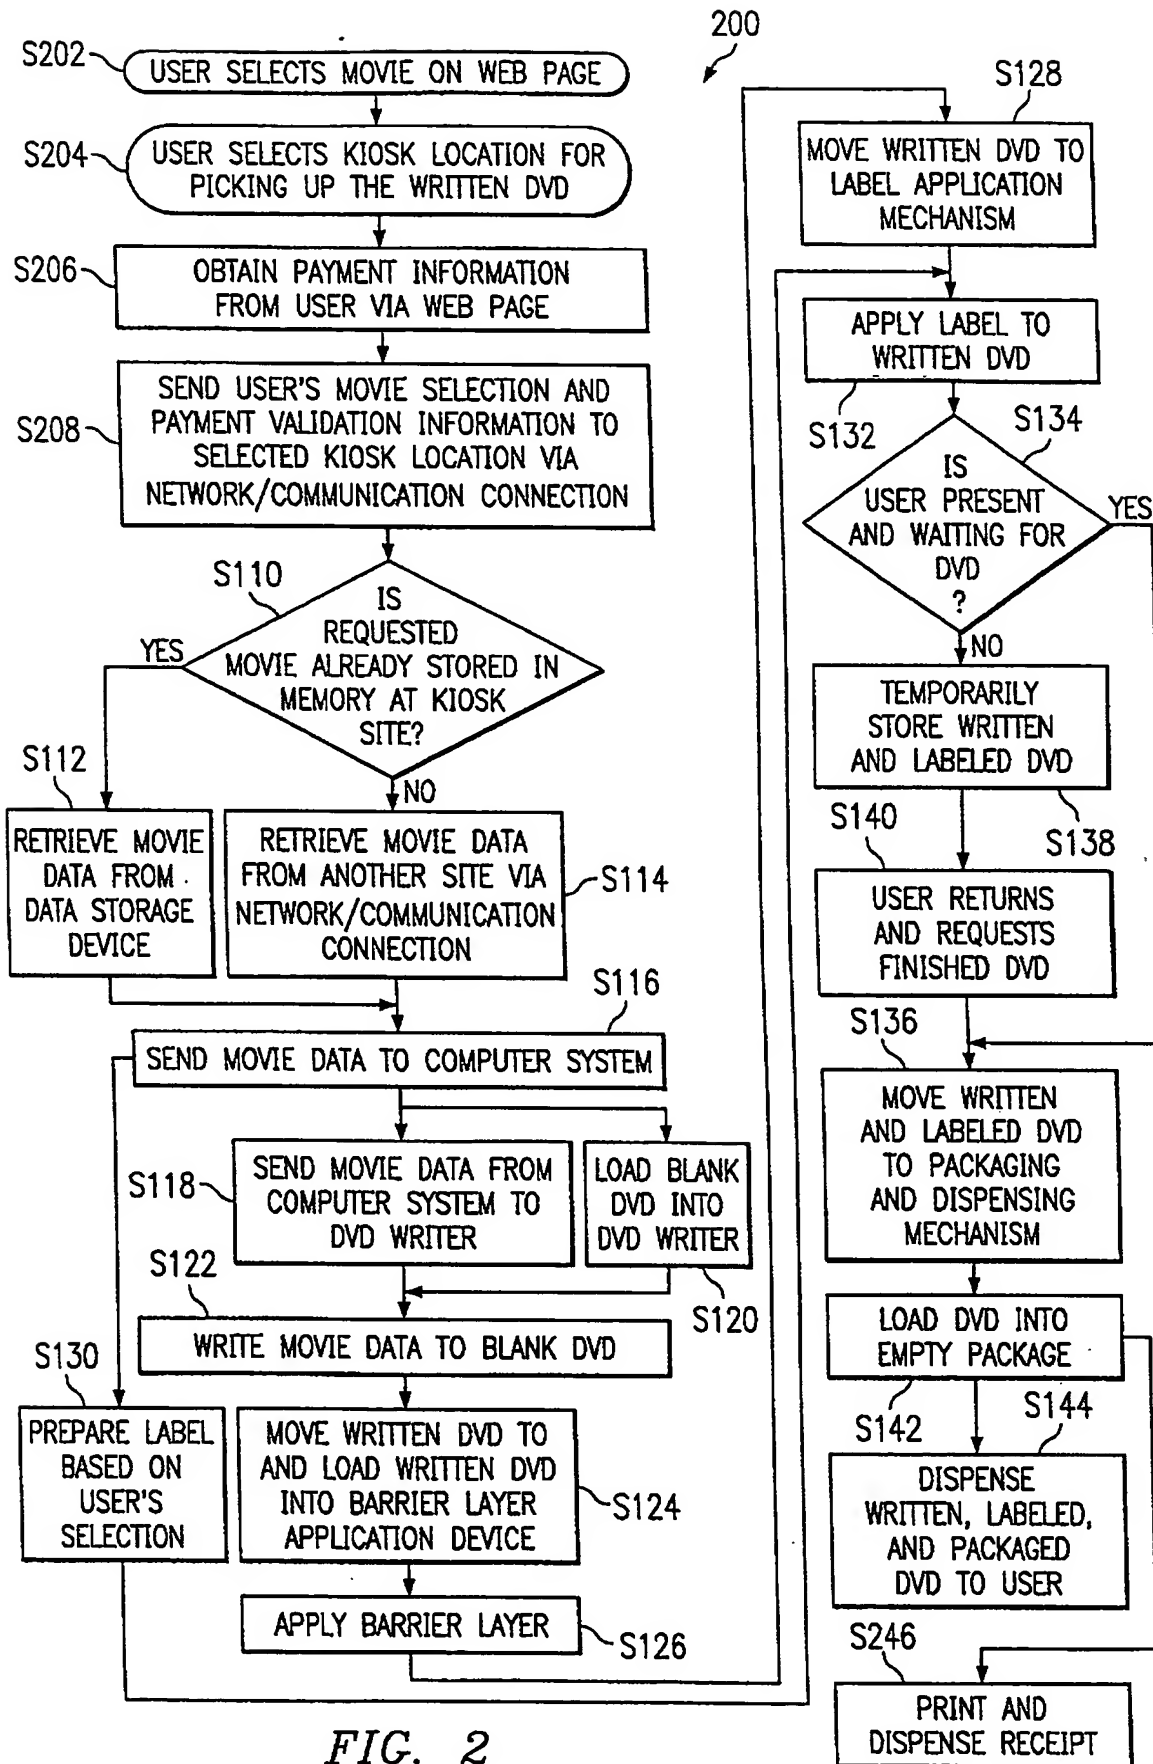 200
S202
USER SELECTS MOVIE ON WEB PAGE
S204
USER SELECTS KIOSK LOCATION FOR
PICKING UP THE WRITTEN DVD
S206
OBTAIN PAYMENT INFORMATION
FROM USER VIA WEB PAGE
S208
SEND USER'S MOVIE SELECTION AND
PAYMENT VALIDATION INFORMATION TO
SELECTED KIOSK LOCATION VIA
NETWORK/COMMUNICATION CONNECTION
S110
IS
REQUESTED
MOVIE ALREADY STORED IN
MEMORY AT KIOSK
SITE?
YES
NO
S112
RETRIEVE MOVIE
DATA FROM
DATA STORAGE
DEVICE
RETRIEVE MOVIE DATA
FROM ANOTHER SITE VIA
NETWORK/COMMUNICATION
CONNECTION
S114
S116
SEND MOVIE DATA TO COMPUTER SYSTEM
S118
SEND MOVIE DATA FROM
COMPUTER SYSTEM TO
DVD WRITER
LOAD BLANK
DVD INTO
DVD WRITER
S120
S122
WRITE MOVIE DATA TO BLANK DVD
S130
PREPARE LABEL
BASED ON
USER'S
SELECTION
MOVE WRITTEN DVD TO
AND LOAD WRITTEN DVD
INTO BARRIER LAYER
APPLICATION DEVICE
S124
APPLY BARRIER LAYER
S126
S128
MOVE WRITTEN DVD TO
LABEL APPLICATION
MECHANISM
APPLY LABEL TO
WRITTEN DVD
S132
S134
IS
USER PRESENT
AND WAITING FOR
DVD
?
YES
NO
TEMPORARILY
STORE WRITTEN
AND LABELED DVD
S138
S140
USER RETURNS
AND REQUESTS
FINISHED DVD
S136
MOVE WRITTEN
AND LABELED DVD
TO PACKAGING
AND DISPENSING
MECHANISM
LOAD DVD INTO
EMPTY PACKAGE
S142
S144
DISPENSE
WRITTEN, LABELED,
AND PACKAGED
DVD TO USER
S246
PRINT AND
DISPENSE RECEIPT
FIG. 2